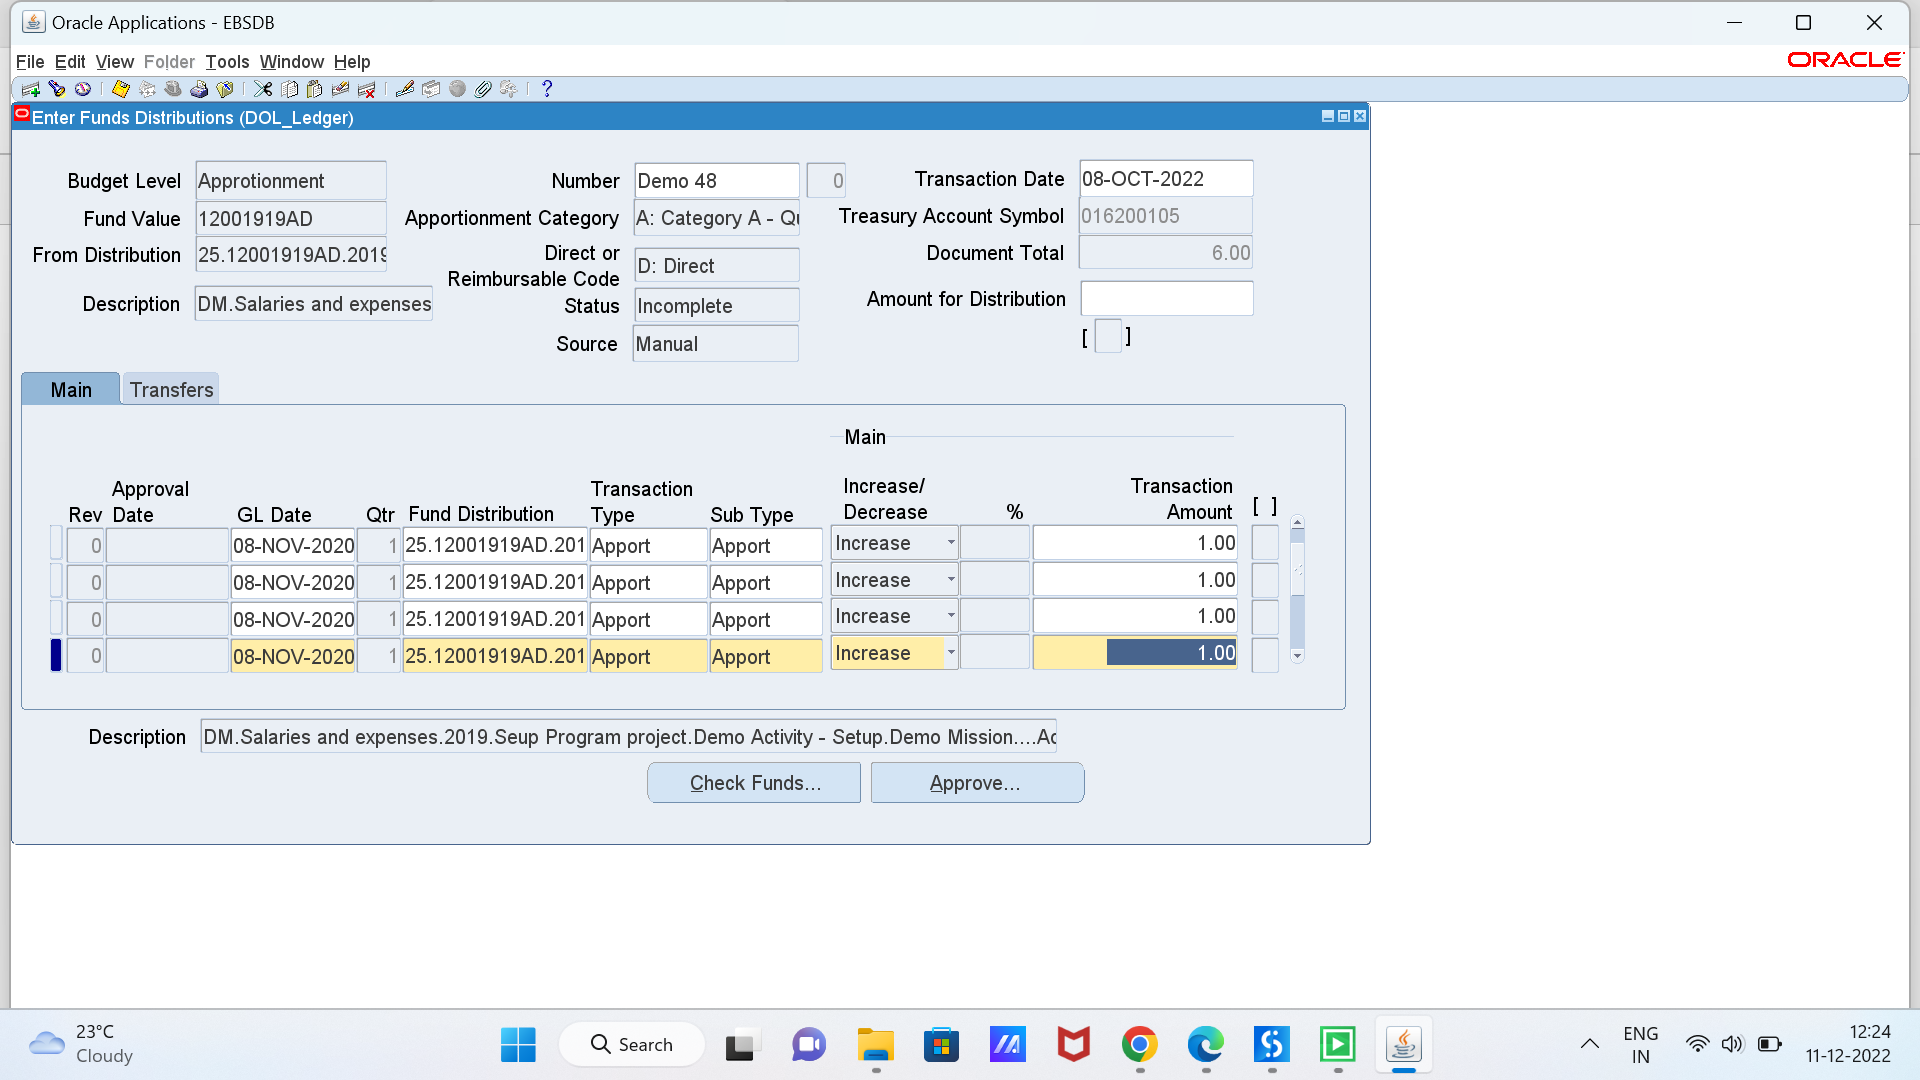 Oracle Applications - EBSDB
File Edit View Folder Tools Window Help
ORACLE
Enter Funds Distributions (DOL_Ledger)
Budget Level Approtionment
Number Demo 48 0
Transaction Date 08-OCT-2022
Fund Value 12001919AD
Apportionment Category A: Category A - Qu
Treasury Account Symbol 016200105
From Distribution 25.12001919AD.2019
Direct or Reimbursable Code D: Direct
Document Total 6.00
Description DM.Salaries and expenses
Status Incomplete
Amount for Distribution
Source Manual
[ ]
Main Transfers
Main
Rev Approval Date GL Date Qtr Fund Distribution Transaction Type Sub Type Increase/ Decrease % Transaction Amount [ ]
0 08-NOV-2020 1 25.12001919AD.201 Apport Apport Increase 1.00
0 08-NOV-2020 1 25.12001919AD.201 Apport Apport Increase 1.00
0 08-NOV-2020 1 25.12001919AD.201 Apport Apport Increase 1.00
0 08-NOV-2020 1 25.12001919AD.201 Apport Apport Increase 1.00
Description DM.Salaries and expenses.2019.Seup Program project.Demo Activity - Setup.Demo Mission....Ac
Check Funds... Approve...
23°C
Cloudy
Search
ENG
IN
12:24
11-12-2022